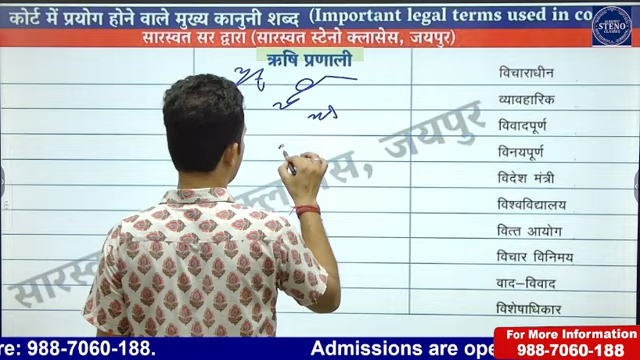 कोर्ट में प्रयोग होने वाले मुख्य कानूनी शब्द (Important legal terms used in co
सारस्वत सर द्वारा (सारस्वत स्टेनो क्लासेस, जयपुर)
STENO
CLASSES
ऋषि प्रणाली
विचाराधीन
व्यावहारिक
विवादपूर्ण
विनयपूर्ण
विदेश मंत्री
विश्वविद्यालय
वित्त आयोग
विचार विनिमय
वाद-विवाद
विशेषाधिकार
सारस्व क्लासेस, जयपुर
re: 988-7060-188.
Admissions are ope
For More Information
988-7060-188